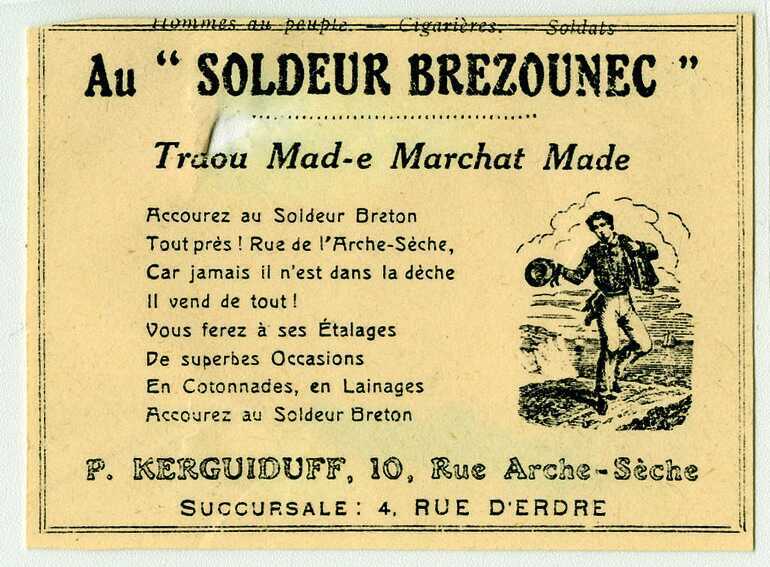 Hommes au peuple. — Cigarières. — Soldats
Au " SOLDEUR BREZOUNEC "
Traou Mad-e Marchat Made
Accourez au Soldeur Breton
Tout près ! Rue de l'Arche-Sèche,
Car jamais il n'est dans la dèche
Il vend de tout !
Vous ferez à ses Étalages
De superbes Occasions
En Cotonnades, en Lainages
Accourez au Soldeur Breton
P. KERGUIDUFF, 10, Rue Arche-Sèche
SUCCURSALE : 4, RUE D'ERDRE